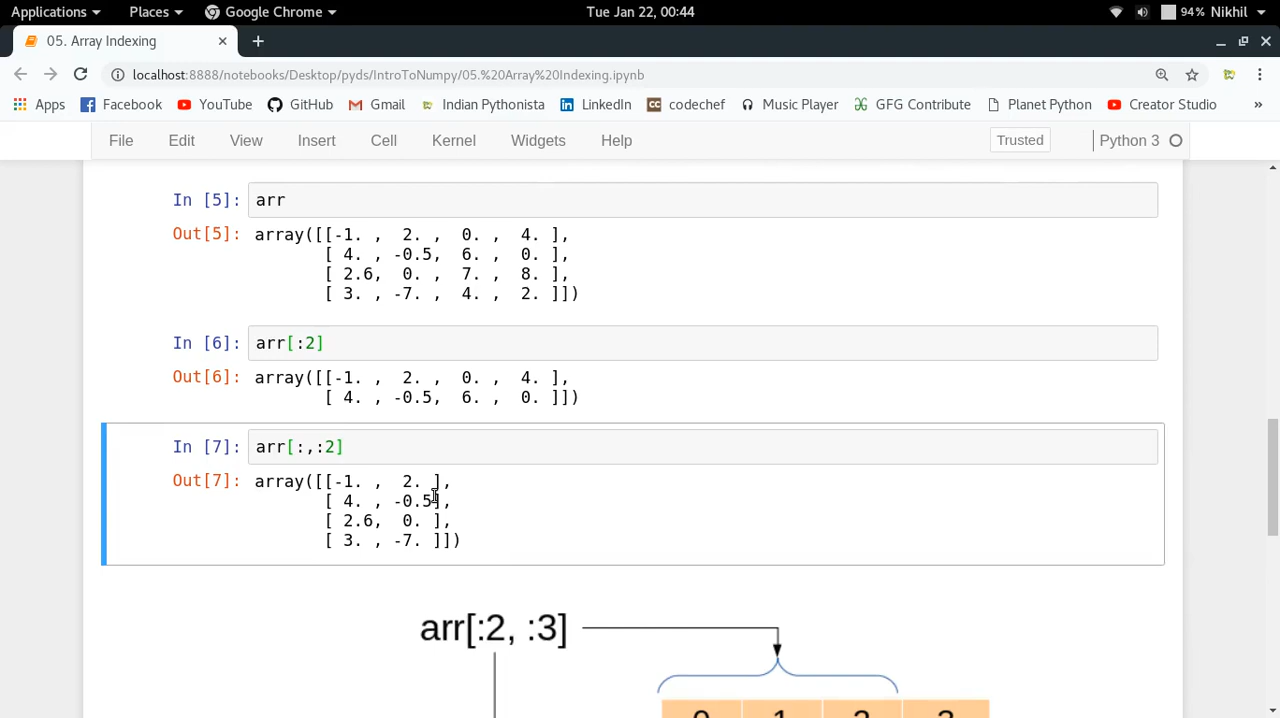 Applications Places Google Chrome Tue Jan 22, 00:44 94% Nikhil
05. Array Indexing
localhost:8888/notebooks/Desktop/pyds/IntroToNumpy/05.%20Array%20Indexing.ipynb
Apps Facebook YouTube GitHub Gmail Indian Pythonista LinkedIn CC codechef Music Player GFG Contribute Planet Python Creator Studio »
File Edit View Insert Cell Kernel Widgets Help Trusted Python 3
In [5]: arr
Out[5]: array([[-1. , 2. , 0. , 4. ],
[ 4. , -0.5, 6. , 0. ],
[ 2.6, 0. , 7. , 8. ],
[ 3. , -7. , 4. , 2. ]])
In [6]: arr[:2]
Out[6]: array([[-1. , 2. , 0. , 4. ],
[ 4. , -0.5, 6. , 0. ]])
In [7]: arr[:,:2]
Out[7]: array([[-1. , 2. ],
[ 4. , -0.5],
[ 2.6, 0. ],
[ 3. , -7. ]])
arr[:2, :3]
0 1 2 3